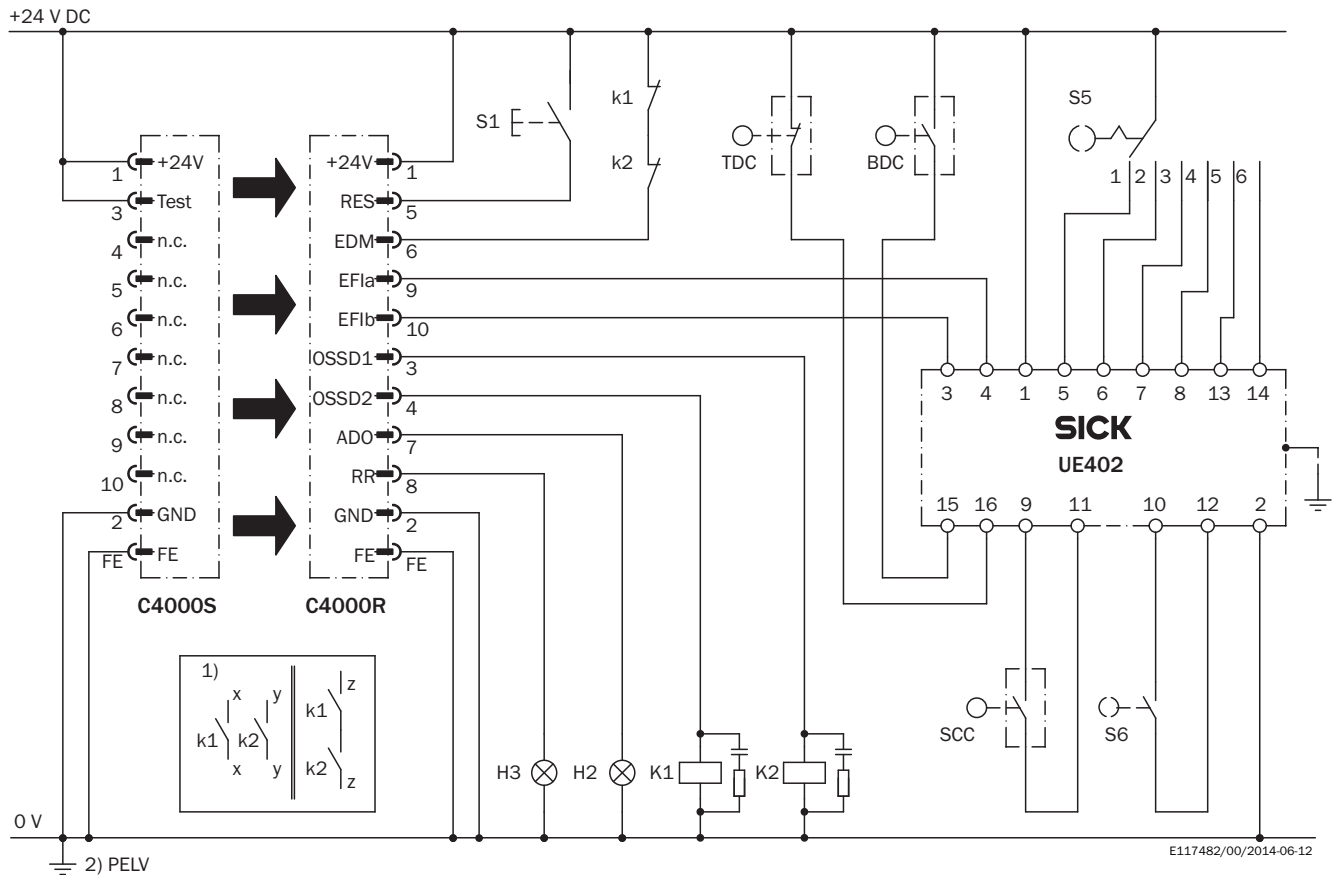 +24 V DC
k1
S1
k2
TDC
BDC
S5
1 2 3 4 5 6
+24V
1
Test
3
n.c.
4
n.c.
5
n.c.
6
n.c.
7
n.c.
8
n.c.
9
n.c.
10
GND
2
FE
FE
C4000S
+24V
1
RES
5
EDM
6
EFIa
9
EFIb
10
OSSD1
3
OSSD2
4
ADO
7
RR
8
GND
2
FE
FE
C4000R
3 4 1 5 6 7 8 13 14
SICK
UE402
15 16 9 11 10 12 2
1)
x y z
k1 k2 k1
x y
k2
z
SCC
S6
H3 H2 K1 K2
0 V
2) PELV
E117482/00/2014-06-12